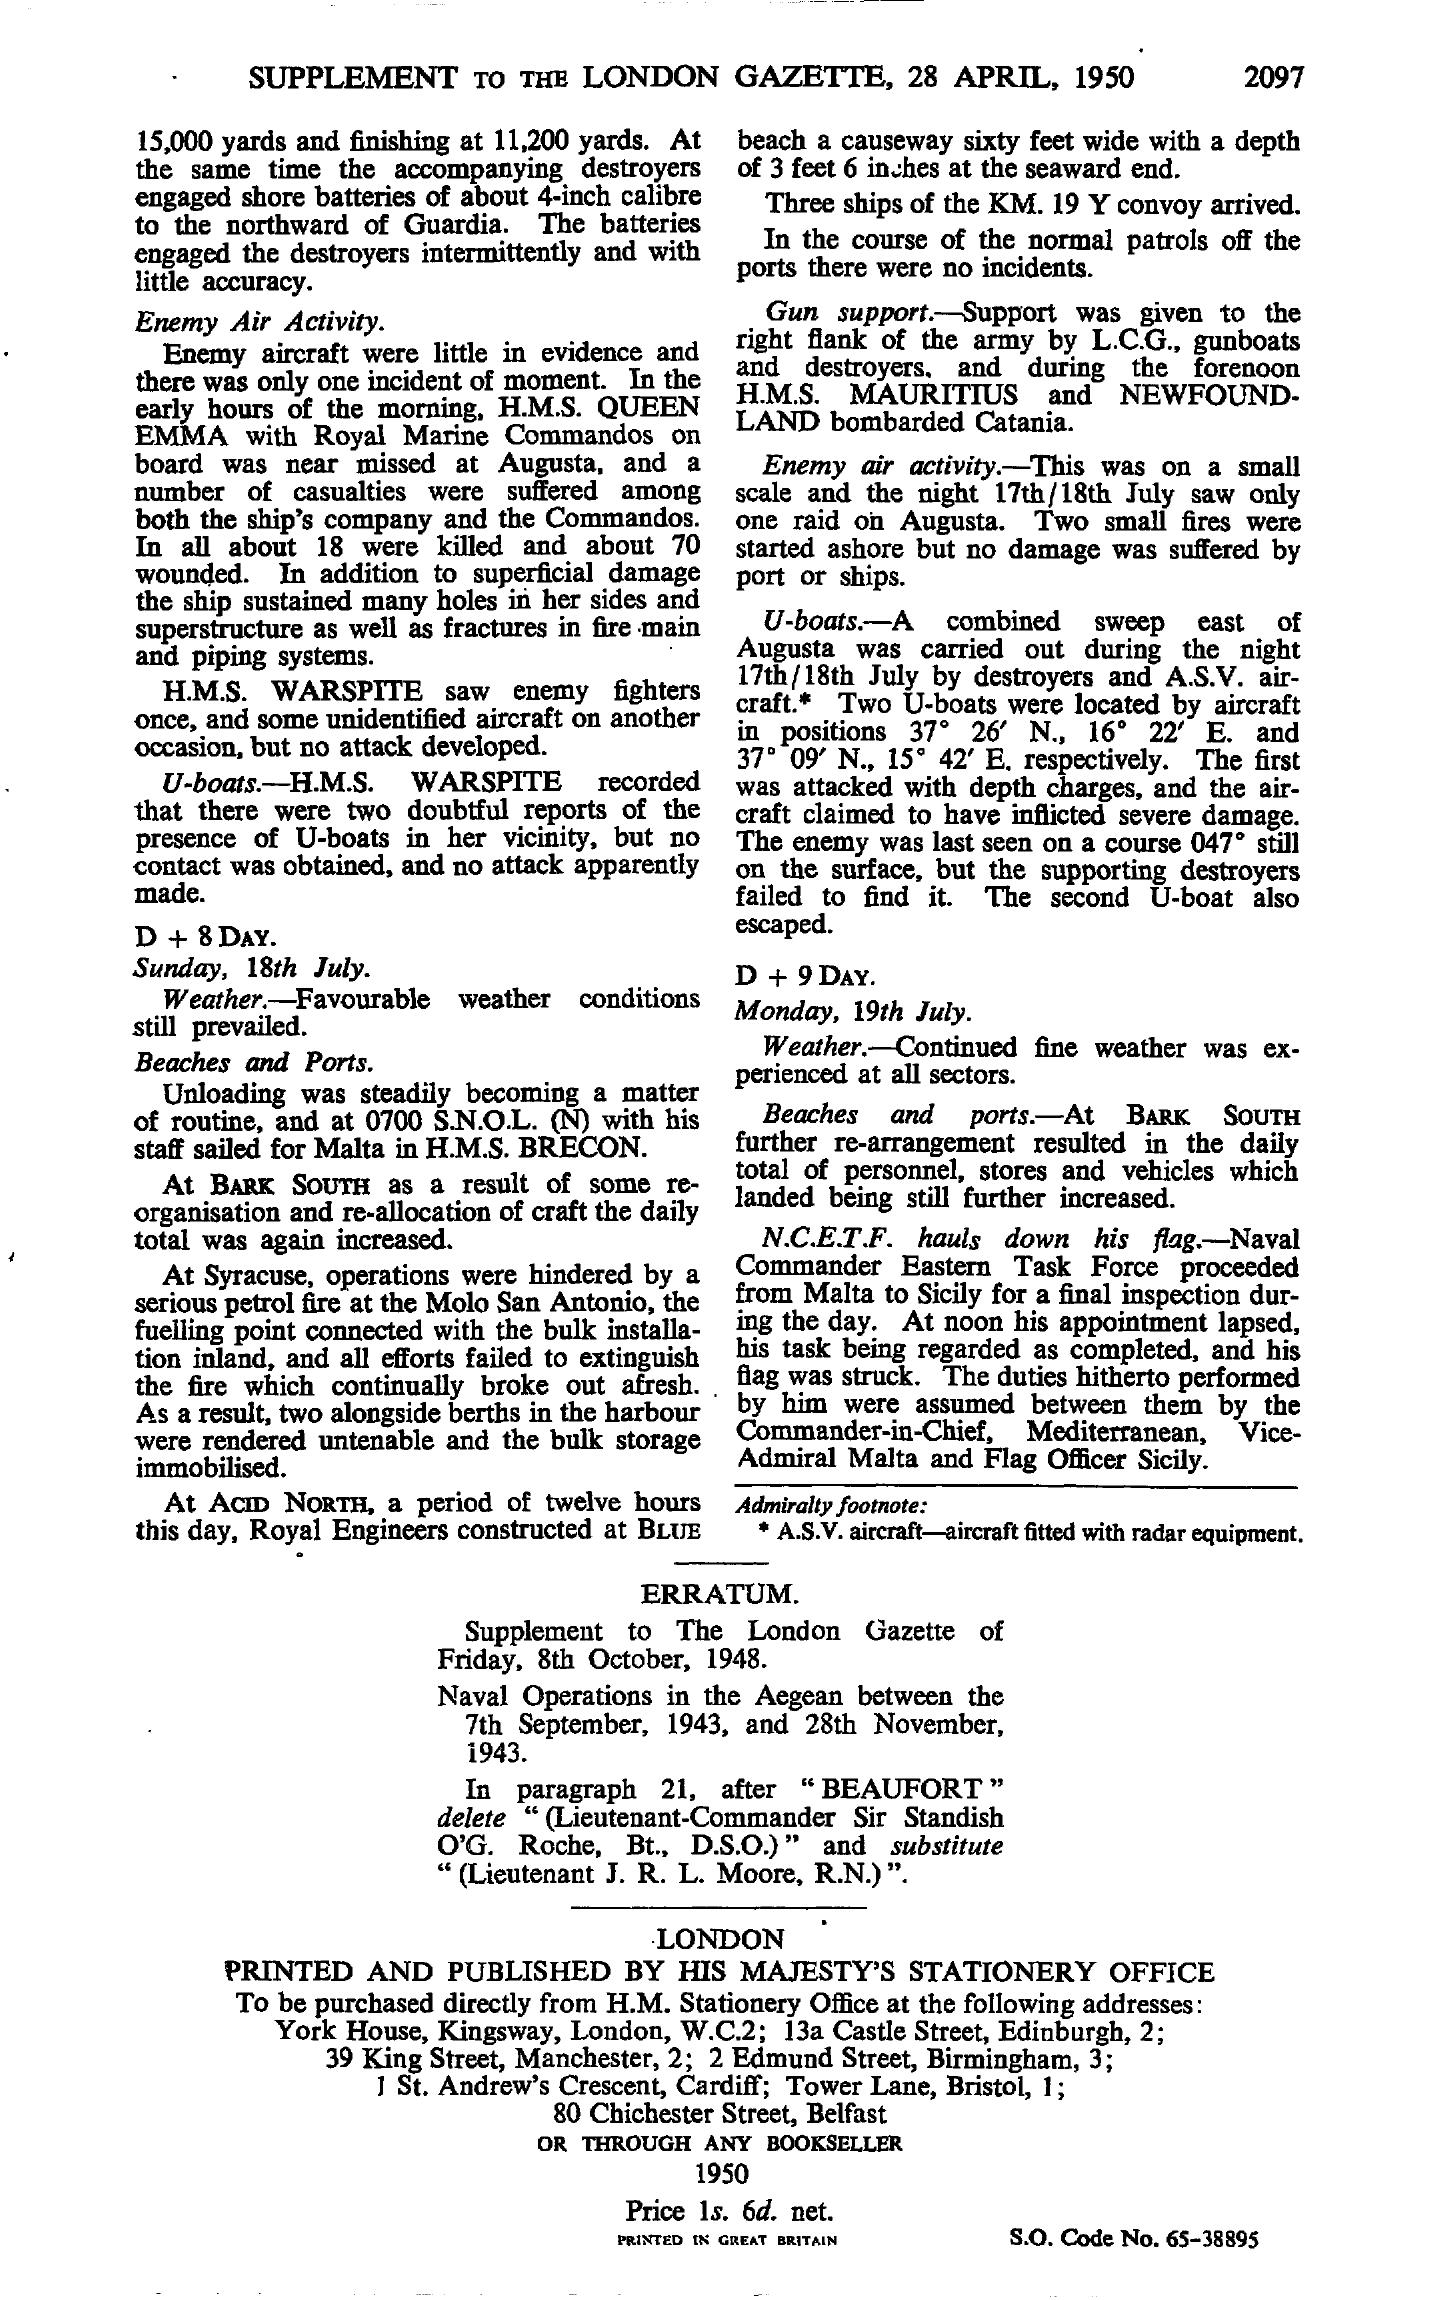 SUPPLEMENT TO THE LONDON GAZETTE, 28 APRIL, 1950 2097
15,000 yards and finishing at 11,200 yards. At
the same time the accompanying destroyers
engaged shore batteries of about 4-inch calibre
to the northward of Guardia. The batteries
engaged the destroyers intermittently and with
little accuracy.
Enemy Air Activity.
Enemy aircraft were little in evidence and
there was only one incident of moment. In the
early hours of the morning, H.M.S. QUEEN
EMMA with Royal Marine Commandos on
board was near missed at Augusta, and a
number of casualties were suffered among
both the ship's company and the Commandos.
In all about 18 were killed and about 70
wounded. In addition to superficial damage
the ship sustained many holes in her sides and
superstructure as well as fractures in fire main
and piping systems.
H.M.S. WARSPITE saw enemy fighters
once, and some unidentified aircraft on another
occasion, but no attack developed.
U-boats.—H.M.S. WARSPITE recorded
that there were two doubtful reports of the
presence of U-boats in her vicinity, but no
contact was obtained, and no attack apparently
made.
D + 8 DAY.
Sunday, 18th July.
Weather.—Favourable weather conditions
still prevailed.
Beaches and Ports.
Unloading was steadily becoming a matter
of routine, and at 0700 S.N.O.L. (N) with his
staff sailed for Malta in H.M.S. BRECON.
At BARK SOUTH as a result of some re-
organisation and re-allocation of craft the daily
total was again increased.
At Syracuse, operations were hindered by a
serious petrol fire at the Molo San Antonio, the
fuelling point connected with the bulk installa-
tion inland, and all efforts failed to extinguish
the fire which continually broke out afresh.
As a result, two alongside berths in the harbour
were rendered untenable and the bulk storage
immobilised.
At ACID NORTH, a period of twelve hours
this day, Royal Engineers constructed at BLUE
beach a causeway sixty feet wide with a depth
of 3 feet 6 inches at the seaward end.
Three ships of the KM. 19 Y convoy arrived.
In the course of the normal patrols off the
ports there were no incidents.
Gun support.—Support was given to the
right flank of the army by L.C.G., gunboats
and destroyers, and during the forenoon
H.M.S. MAURITIUS and NEWFOUND-
LAND bombarded Catania.
Enemy air activity.—This was on a small
scale and the night 17th/18th July saw only
one raid on Augusta. Two small fires were
started ashore but no damage was suffered by
port or ships.
U-boats.—A combined sweep east of
Augusta was carried out during the night
17th/18th July by destroyers and A.S.V. air-
craft.* Two U-boats were located by aircraft
in positions 37° 26′ N., 16° 22′ E. and
37° 09′ N., 15° 42′ E. respectively. The first
was attacked with depth charges, and the air-
craft claimed to have inflicted severe damage.
The enemy was last seen on a course 047° still
on the surface, but the supporting destroyers
failed to find it. The second U-boat also
escaped.
D + 9 DAY.
Monday, 19th July.
Weather.—Continued fine weather was ex-
perienced at all sectors.
Beaches and ports.—At BARK SOUTH
further re-arrangement resulted in the daily
total of personnel, stores and vehicles which
landed being still further increased.
N.C.E.T.F. hauls down his flag.—Naval
Commander Eastern Task Force proceeded
from Malta to Sicily for a final inspection dur-
ing the day. At noon his appointment lapsed,
his task being regarded as completed, and his
flag was struck. The duties hitherto performed
by him were assumed between them by the
Commander-in-Chief, Mediterranean, Vice-
Admiral Malta and Flag Officer Sicily.
Admiralty footnote:
* A.S.V. aircraft—aircraft fitted with radar equipment.
ERRATUM.
Supplement to The London Gazette of
Friday, 8th October, 1948.
Naval Operations in the Aegean between the
7th September, 1943, and 28th November,
1943.
In paragraph 21, after "BEAUFORT"
delete "(Lieutenant-Commander Sir Standish
O'G. Roche, Bt., D.S.O.)" and substitute
"(Lieutenant J. R. L. Moore, R.N.)".
LONDON
PRINTED AND PUBLISHED BY HIS MAJESTY'S STATIONERY OFFICE
To be purchased directly from H.M. Stationery Office at the following addresses:
York House, Kingsway, London, W.C.2; 13a Castle Street, Edinburgh, 2;
39 King Street, Manchester, 2; 2 Edmund Street, Birmingham, 3;
1 St. Andrew's Crescent, Cardiff; Tower Lane, Bristol, 1;
80 Chichester Street, Belfast
OR THROUGH ANY BOOKSELLER
1950
Price 1s. 6d. net.
PRINTED IN GREAT BRITAIN
S.O. Code No. 65-38895